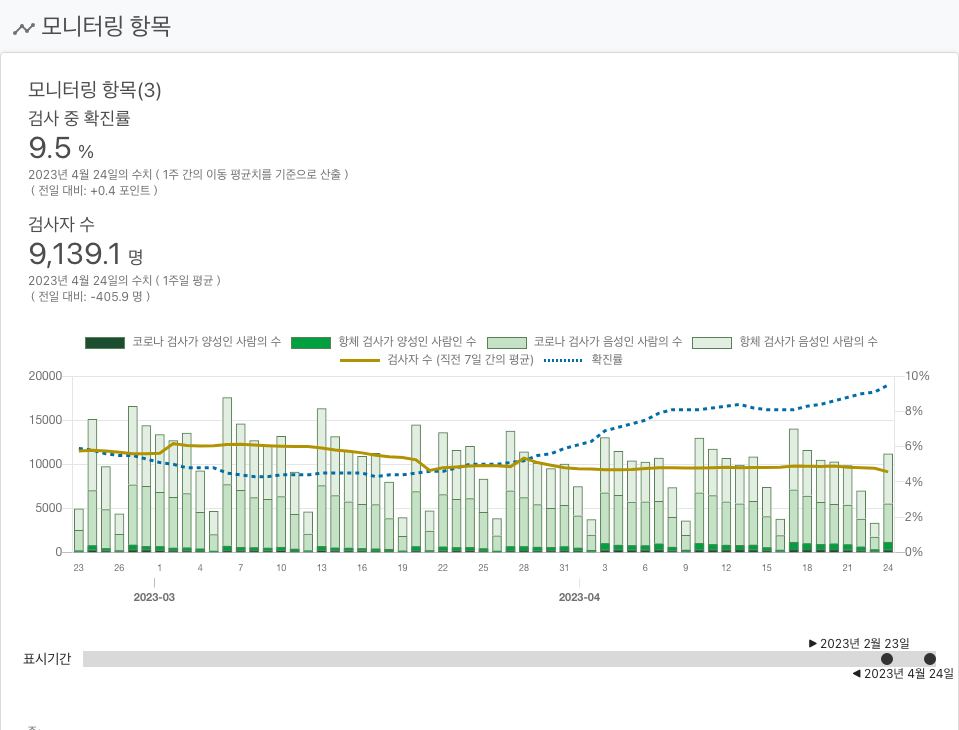 모니터링 항목
모니터링 항목(3)
검사 중 확진률
9.5 %
2023년 4월 24일의 수치 ( 1주 간의 이동 평균치를 기준으로 산출 )
( 전일 대비: +0.4 포인트 )
검사자 수
9,139.1 명
2023년 4월 24일의 수치 ( 1주일 평균 )
( 전일 대비: -405.9 명 )
코로나 검사가 양성인 사람의 수 항체 검사가 양성인 사람인 수 코로나 검사가 음성인 사람의 수 항체 검사가 음성인 사람의 수
검사자 수 (직전 7일 간의 평균) 확진률
20000 10%
15000 8%
10000 6%
5000 4%
0 2%
0%
23 26 1 4 7 10 13 16 19 22 25 28 31 3 6 9 12 15 18 21 24
2023-03 2023-04
▶ 2023년 2월 23일
표시기간
◀ 2023년 4월 24일